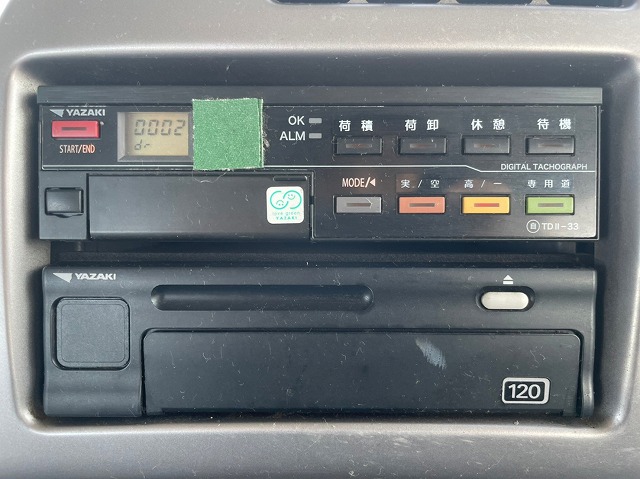 YAZAKI
START/END
0002
dr
OK
ALM
荷積 荷卸 休憩 待機
DIGITAL TACHOGRAPH
MODE/◀ 実/空 高/一 専用道
TDⅡ-33
YAZAKI
120